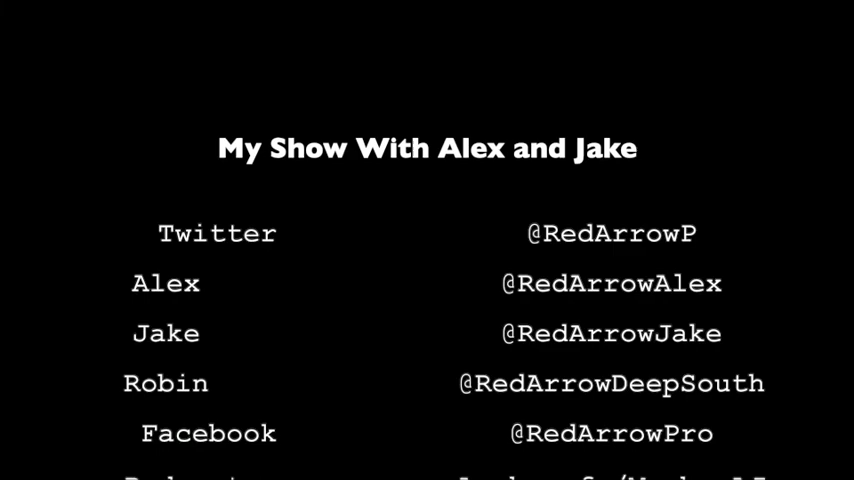 My Show With Alex and Jake
Twitter @RedArrowP
Alex @RedArrowAlex
Jake @RedArrowJake
Robin @RedArrowDeepSouth
Facebook @RedArrowPro